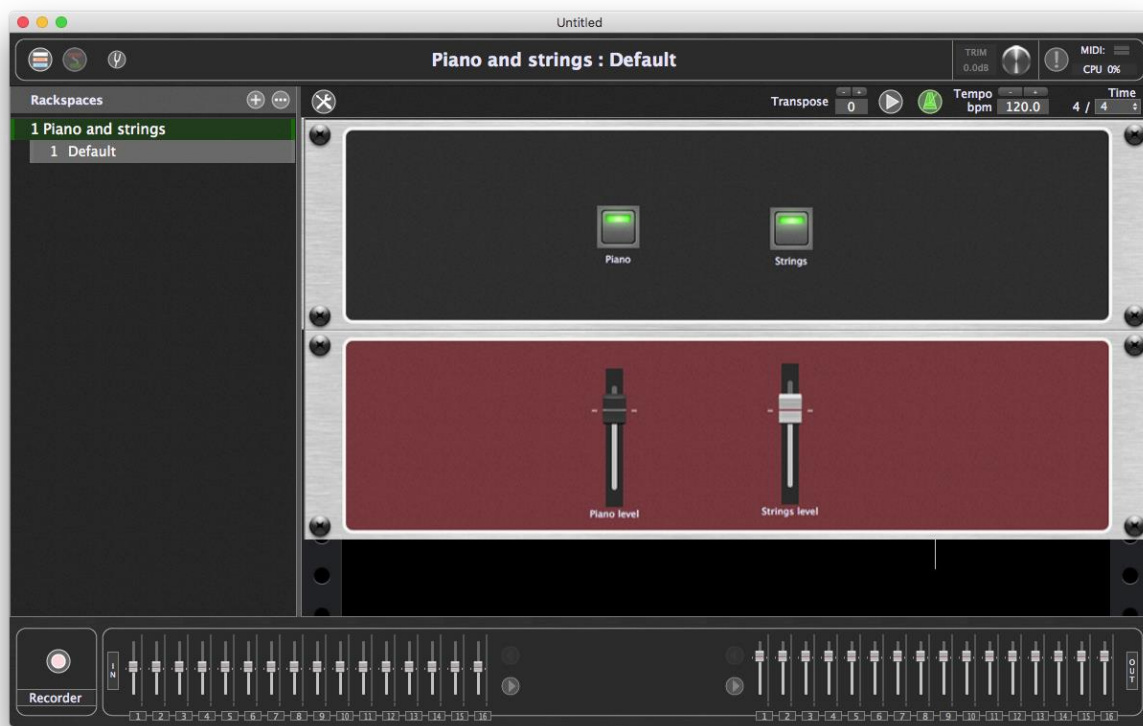 Untitled
Piano and strings : Default
TRIM
0.0dB
MIDI:
CPU 0%
Rackspaces
Transpose
- +
0
Tempo
bpm
- +
120.0
Time
4 / 4
1 Piano and strings
1 Default
Piano
Strings
Piano level
Strings level
Recorder
IN
1 2 3 4 5 6 7 8 9 10 11 12 13 14 15 16
1 2 3 4 5 6 7 8 9 10 11 12 13 14 15 16
OUT